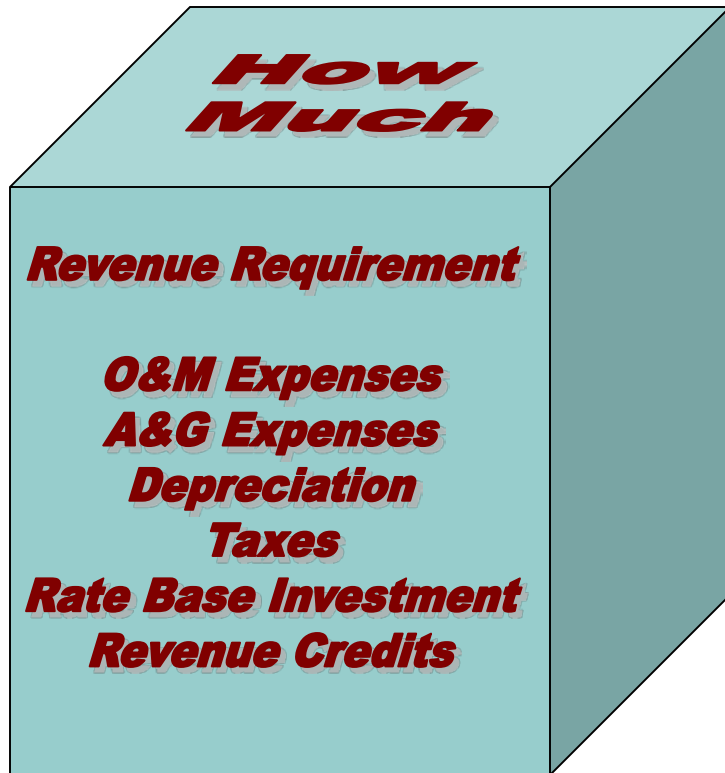 How
Much
Revenue Requirement
O&M Expenses
A&G Expenses
Depreciation
Taxes
Rate Base Investment
Revenue Credits